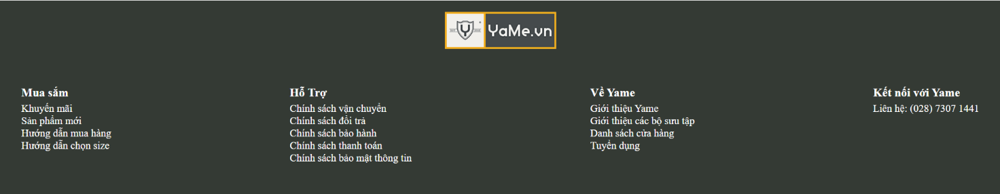 YaMe.vn
Mua sắm
Khuyến mãi
Sản phẩm mới
Hướng dẫn mua hàng
Hướng dẫn chọn size
Hỗ Trợ
Chính sách vận chuyển
Chính sách đổi trả
Chính sách bảo hành
Chính sách thanh toán
Chính sách bảo mật thông tin
Về Yame
Giới thiệu Yame
Giới thiệu các bộ sưu tập
Danh sách cửa hàng
Tuyển dụng
Kết nối với Yame
Liên hệ: (028) 7307 1441